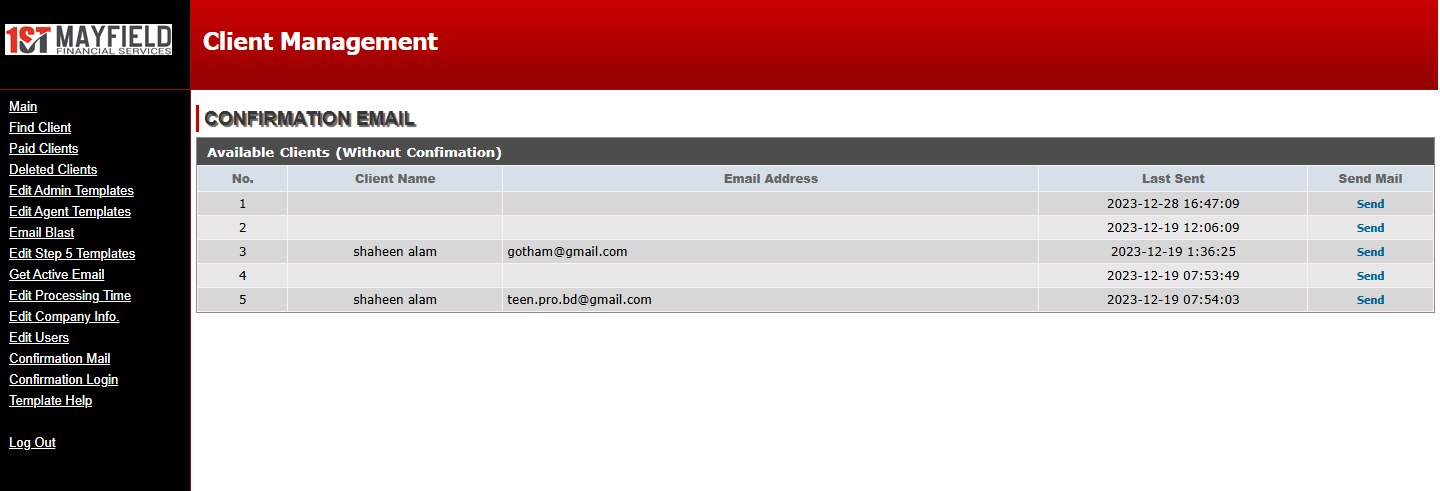 1ST MAYFIELD
FINANCIAL SERVICES
Client Management
Main
Find Client
Paid Clients
Deleted Clients
Edit Admin Templates
Edit Agent Templates
Email Blast
Edit Step 5 Templates
Get Active Email
Edit Processing Time
Edit Company Info.
Edit Users
Confirmation Mail
Confirmation Login
Template Help
Log Out
CONFIRMATION EMAIL
Available Clients (Without Confimation)
No. Client Name Email Address Last Sent Send Mail
1 2023-12-28 16:47:09 Send
2 2023-12-19 12:06:09 Send
3 shaheen alam gotham@gmail.com 2023-12-19 1:36:25 Send
4 2023-12-19 07:53:49 Send
5 shaheen alam teen.pro.bd@gmail.com 2023-12-19 07:54:03 Send